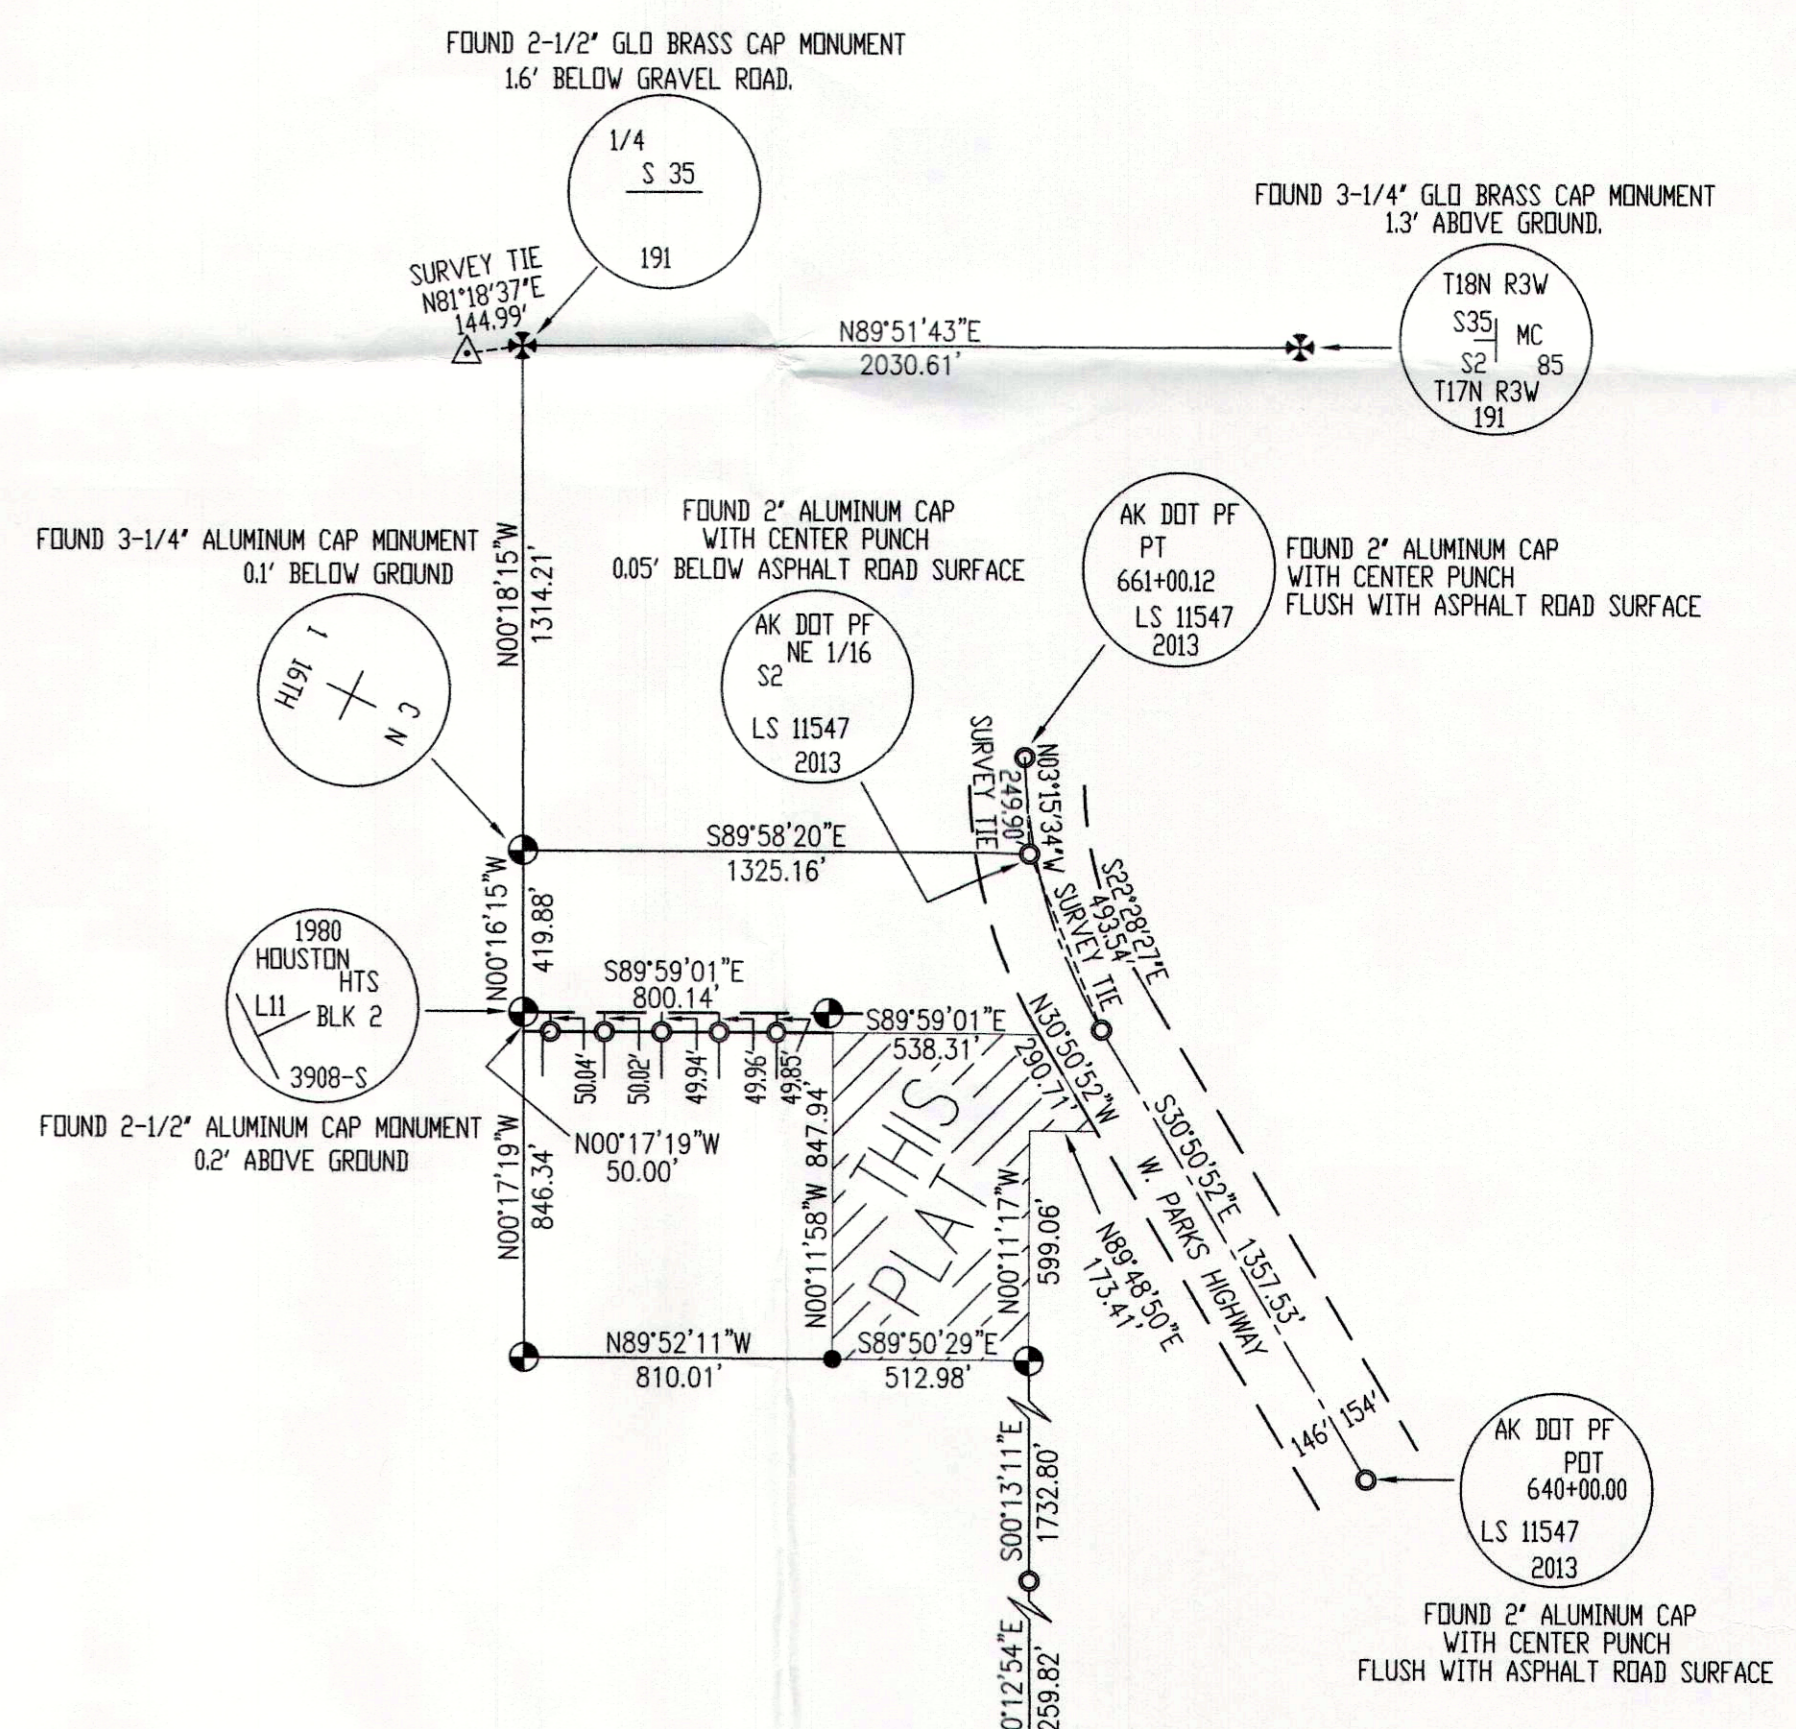 FOUND 2-1/2" GLO BRASS CAP MONUMENT
1.6' BELOW GRAVEL ROAD.
1/4
S 35
191
SURVEY TIE
N81°18'37"E
144.99'
N89°51'43"E
2030.61'
FOUND 3-1/4" GLO BRASS CAP MONUMENT
1.3' ABOVE GROUND.
T18N R3W
S35 MC
S2 85
T17N R3W
191
N00°18'15"W
1314.21'
FOUND 3-1/4" ALUMINUM CAP MONUMENT
0.1' BELOW GROUND
1 16TH
C N
FOUND 2" ALUMINUM CAP
WITH CENTER PUNCH
0.05' BELOW ASPHALT ROAD SURFACE
AK DOT PF
NE 1/16
S2
LS 11547
2013
AK DOT PF
PT
661+00.12
LS 11547
2013
FOUND 2" ALUMINUM CAP
WITH CENTER PUNCH
FLUSH WITH ASPHALT ROAD SURFACE
SURVEY TIE
N03°15'34"W
249.90'
S89°58'20"E
1325.16'
S22°28'27"E
493.54'
SURVEY TIE
N00°16'15"W
419.88'
1980
HOUSTON
HTS
L11
BLK 2
3908-S
FOUND 2-1/2" ALUMINUM CAP MONUMENT
0.2' ABOVE GROUND
S89°59'01"E
800.14'
50.04'
50.02'
49.94'
49.96'
49.85'
S89°59'01"E
538.31'
N30°50'52"W
290.71'
N00°17'19"W
50.00'
N00°17'19"W
846.34'
N00°11'58"W 847.94'
THIS
PLAT
N00°11'17"W
599.06'
N89°48'50"E
173.41'
S30°50'52"E 1357.53'
W. PARKS HIGHWAY
146' 154'
N89°52'11"W
810.01'
S89°50'29"E
512.98'
S00°13'11"E
1732.80'
0°12'54"E
259.82'
AK DOT PF
POT
640+00.00
LS 11547
2013
FOUND 2" ALUMINUM CAP
WITH CENTER PUNCH
FLUSH WITH ASPHALT ROAD SURFACE